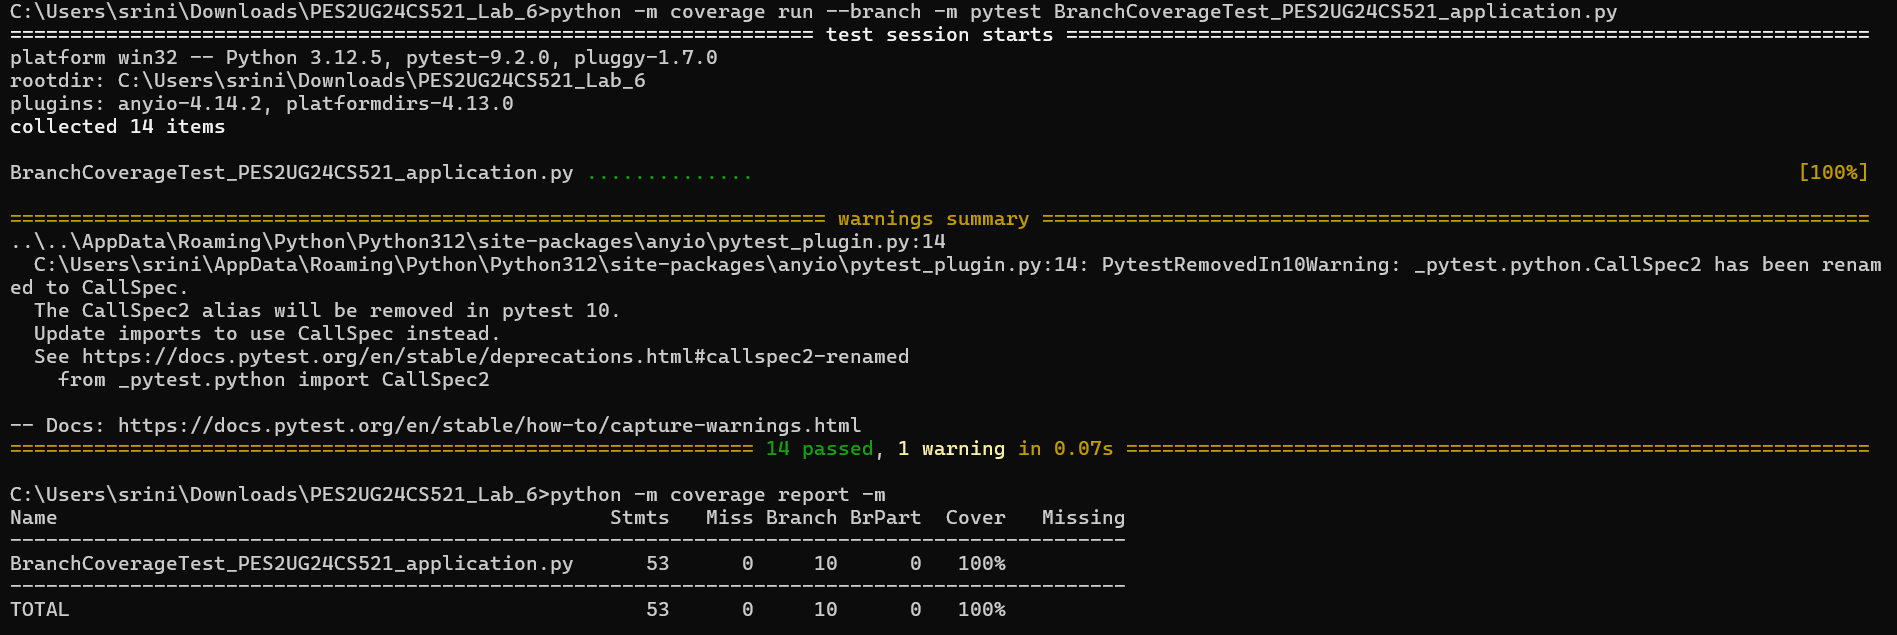 C:\Users\srini\Downloads\PES2UG24CS521_Lab_6>python -m coverage run --branch -m pytest BranchCoverageTest_PES2UG24CS521_application.py
=================================================================== test session starts ===================================================================
platform win32 -- Python 3.12.5, pytest-9.2.0, pluggy-1.7.0
rootdir: C:\Users\srini\Downloads\PES2UG24CS521_Lab_6
plugins: anyio-4.14.2, platformdirs-4.13.0
collected 14 items
BranchCoverageTest_PES2UG24CS521_application.py .............. [100%]
==================================================================== warnings summary =====================================================================
..\..\AppData\Roaming\Python\Python312\site-packages\anyio\pytest_plugin.py:14
C:\Users\srini\AppData\Roaming\Python\Python312\site-packages\anyio\pytest_plugin.py:14: PytestRemovedIn10Warning: _pytest.python.CallSpec2 has been renam
ed to CallSpec.
The CallSpec2 alias will be removed in pytest 10.
Update imports to use CallSpec instead.
See https://docs.pytest.org/en/stable/deprecations.html#callspec2-renamed
from _pytest.python import CallSpec2
-- Docs: https://docs.pytest.org/en/stable/how-to/capture-warnings.html
============================================================== 14 passed, 1 warning in 0.07s ==============================================================
C:\Users\srini\Downloads\PES2UG24CS521_Lab_6>python -m coverage report -m
Name Stmts Miss Branch BrPart Cover Missing
---------------------------------------------------------------------------------------------
BranchCoverageTest_PES2UG24CS521_application.py 53 0 10 0 100%
---------------------------------------------------------------------------------------------
TOTAL 53 0 10 0 100%